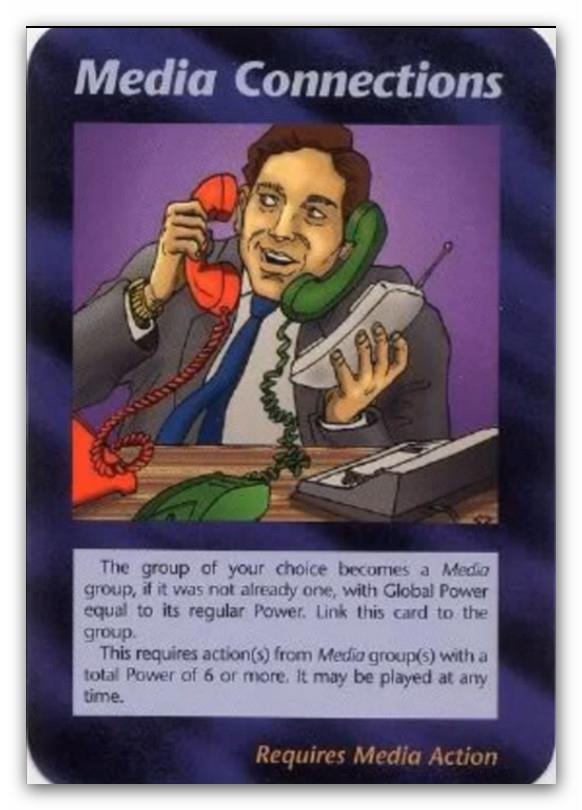 Media Connections
The group of your choice becomes a Media
group, if it was not already one, with Global Power
equal to its regular Power. Link this card to the
group.
This requires action(s) from Media group(s) with a
total Power of 6 or more. It may be played at any
time.
Requires Media Action